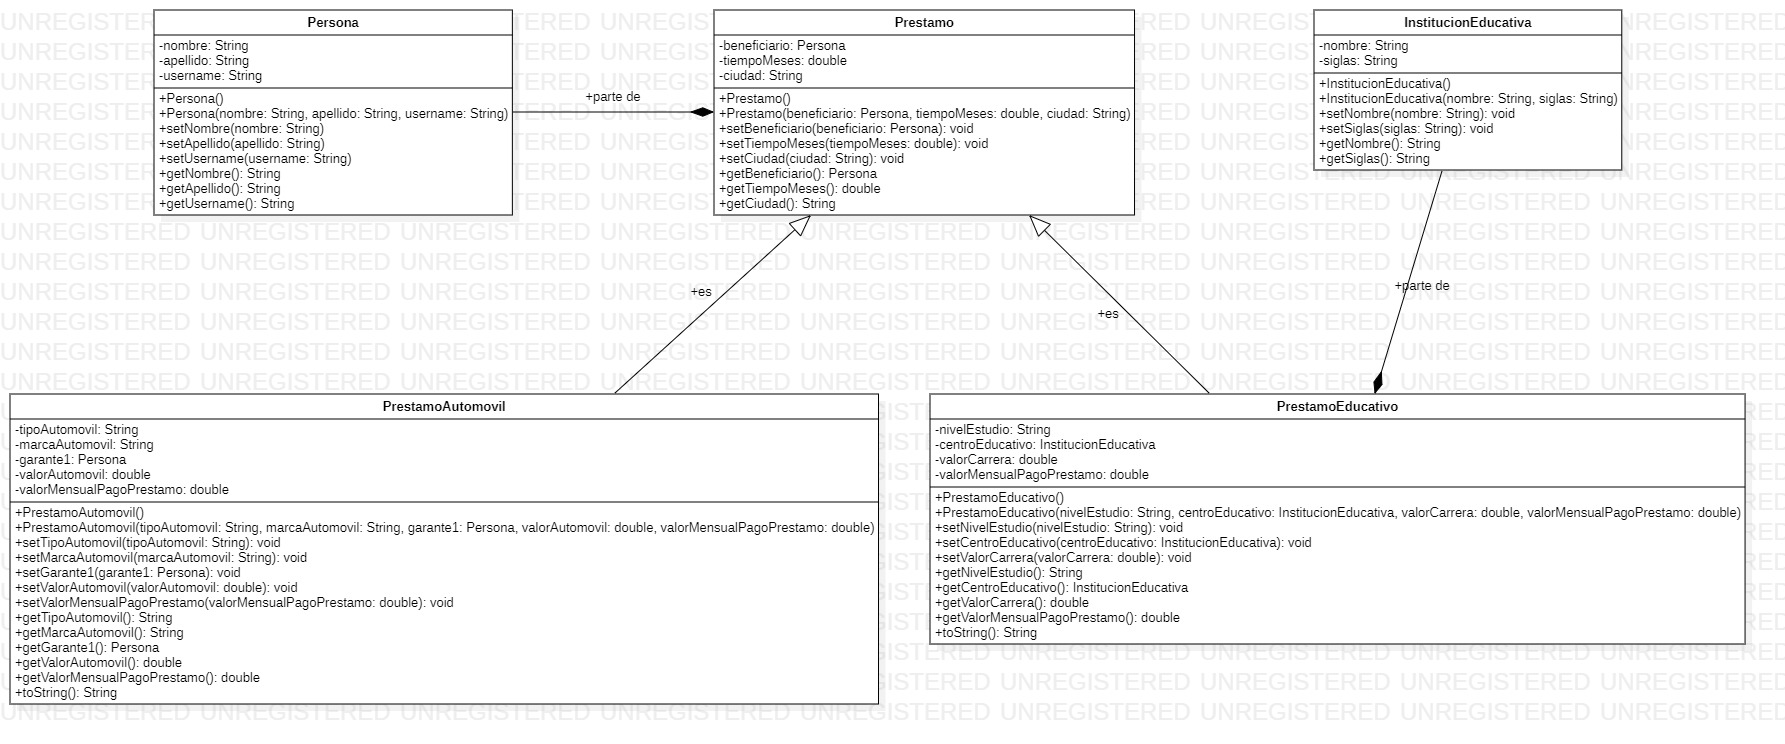 Persona
-nombre: String
-apellido: String
-username: String
+Persona()
+Persona(nombre: String, apellido: String, username: String)
+setNombre(nombre: String)
+setApellido(apellido: String)
+setUsername(username: String)
+getNombre(): String
+getApellido(): String
+getUsername(): String
+parte de
Prestamo
-beneficiario: Persona
-tiempoMeses: double
-ciudad: String
+Prestamo()
+Prestamo(beneficiario: Persona, tiempoMeses: double, ciudad: String)
+setBeneficiario(beneficiario: Persona): void
+setTiempoMeses(tiempoMeses: double): void
+setCiudad(ciudad: String): void
+getBeneficiario(): Persona
+getTiempoMeses(): double
+getCiudad(): String
InstitucionEducativa
-nombre: String
-siglas: String
+InstitucionEducativa()
+InstitucionEducativa(nombre: String, siglas: String)
+setNombre(nombre: String): void
+setSiglas(siglas: String): void
+getNombre(): String
+getSiglas(): String
+es
+es
+parte de
PrestamoAutomovil
-tipoAutomovil: String
-marcaAutomovil: String
-garante1: Persona
-valorAutomovil: double
-valorMensualPagoPrestamo: double
+PrestamoAutomovil()
+PrestamoAutomovil(tipoAutomovil: String, marcaAutomovil: String, garante1: Persona, valorAutomovil: double, valorMensualPagoPrestamo: double)
+setTipoAutomovil(tipoAutomovil: String): void
+setMarcaAutomovil(marcaAutomovil: String): void
+setGarante1(garante1: Persona): void
+setValorAutomovil(valorAutomovil: double): void
+setValorMensualPagoPrestamo(valorMensualPagoPrestamo: double): void
+getTipoAutomovil(): String
+getMarcaAutomovil(): String
+getGarante1(): Persona
+getValorAutomovil(): double
+getValorMensualPagoPrestamo(): double
+toString(): String
PrestamoEducativo
-nivelEstudio: String
-centroEducativo: InstitucionEducativa
-valorCarrera: double
-valorMensualPagoPrestamo: double
+PrestamoEducativo()
+PrestamoEducativo(nivelEstudio: String, centroEducativo: InstitucionEducativa, valorCarrera: double, valorMensualPagoPrestamo: double)
+setNivelEstudio(nivelEstudio: String): void
+setCentroEducativo(centroEducativo: InstitucionEducativa): void
+setValorCarrera(valorCarrera: double): void
+getNivelEstudio(): String
+getCentroEducativo(): InstitucionEducativa
+getValorCarrera(): double
+getValorMensualPagoPrestamo(): double
+toString(): String
UNREGISTERED